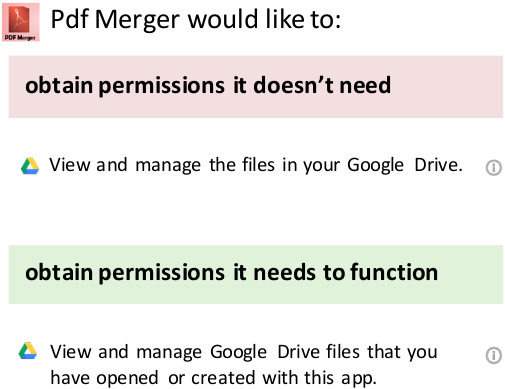 PDF Merger
Pdf Merger would like to:
obtain permissions it doesn’t need
View and manage the files in your Google Drive.
obtain permissions it needs to function
View and manage Google Drive files that you
have opened or created with this app.